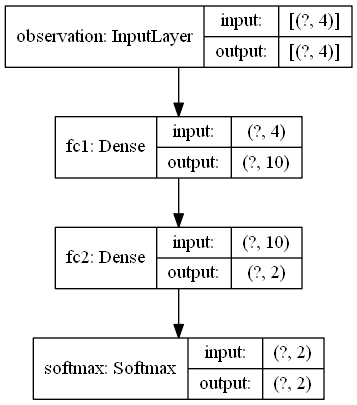 observation: InputLayer
input: [(?, 4)]
output: [(?, 4)]
fc1: Dense
input: (?, 4)
output: (?, 10)
fc2: Dense
input: (?, 10)
output: (?, 2)
softmax: Softmax
input: (?, 2)
output: (?, 2)